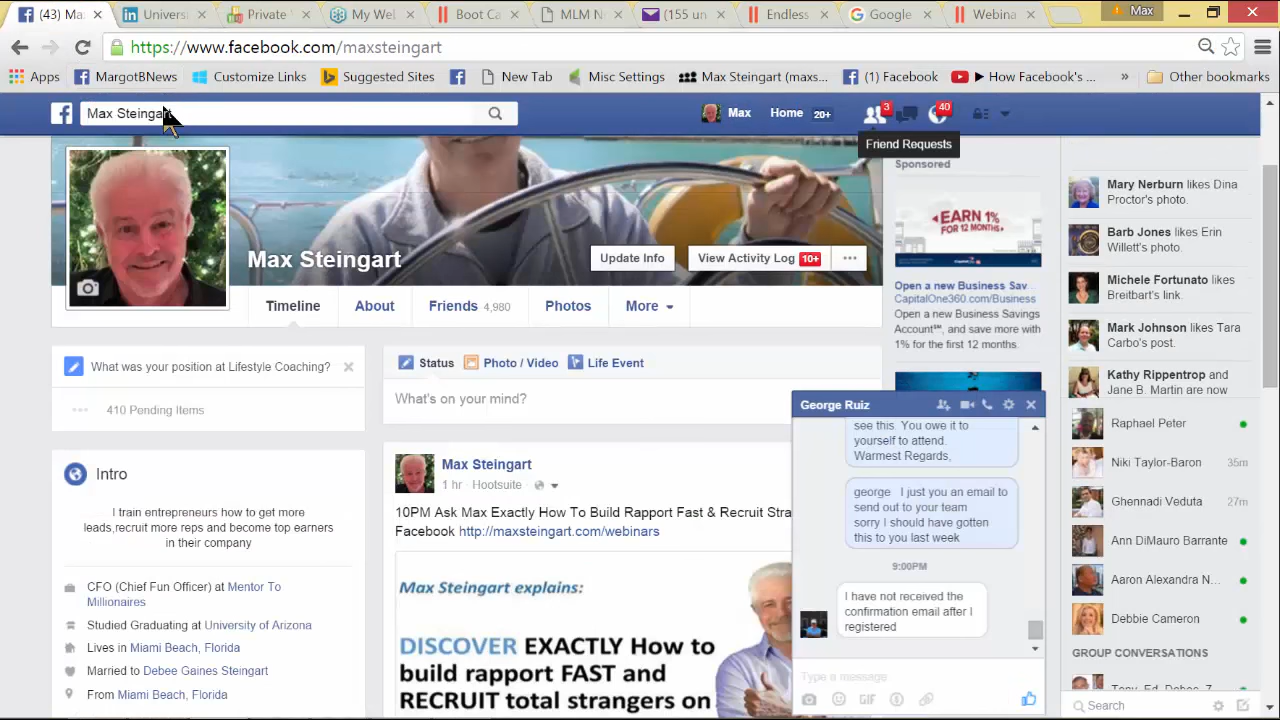 (43) Ma
Univers
Private
My We
Boot Ca
MLM N
(155 un
Endless
Google
Webina
Max
https://www.facebook.com/maxsteingart
Apps
MargotBNews
Customize Links
Suggested Sites
New Tab
Misc Settings
Max Steingart (maxs...
(1) Facebook
How Facebook's ...
»
Other bookmarks
Max Steingart
Max
Home 20+
3
40
Friend Requests
Max Steingart
Update Info
View Activity Log 10+
Timeline
About
Friends 4,980
Photos
More
What was your position at Lifestyle Coaching?
410 Pending Items
Intro
I train entrepreneurs how to get more
leads,recruit more reps and become top earners
in their company
CFO (Chief Fun Officer) at Mentor To
Millionaires
Studied Graduating at University of Arizona
Lives in Miami Beach, Florida
Married to Debee Gaines Steingart
From Miami Beach, Florida
Status
Photo / Video
Life Event
What's on your mind?
Max Steingart
1 hr · Hootsuite ·
10PM Ask Max Exactly How To Build Rapport Fast & Recruit Stra
Facebook http://maxsteingart.com/webinars
Max Steingart explains:
DISCOVER EXACTLY How to
build rapport FAST and
RECRUIT total strangers on
Sponsored
EARN 1%
FOR 12 MONTHS.
Open a new Business Sav...
CapitalOne360.com/Business
Open a new Business Savings
Account℠, and save more with
1% for the first 12 months.
George Ruiz
see this. You owe it to
yourself to attend.
Warmest Regards,
george I just you an email to
send out to your team
sorry I should have gotten
this to you last week
9:00PM
I have not received the
confirmation email after I
registered
Type a message
GIF
Mary Nerburn likes Dina
Proctor's photo.
Barb Jones likes Erin
Willett's photo.
Michele Fortunato likes
Breitbart's link.
Mark Johnson likes Tara
Carbo's post.
Kathy Rippentrop and
Jane B. Martin are now
Raphael Peter
Niki Taylor-Baron 35m
Ghennadi Veduta 27m
Ann DiMauro Barrante
Aaron Alexandra N...
Debbie Cameron
GROUP CONVERSATIONS
Search